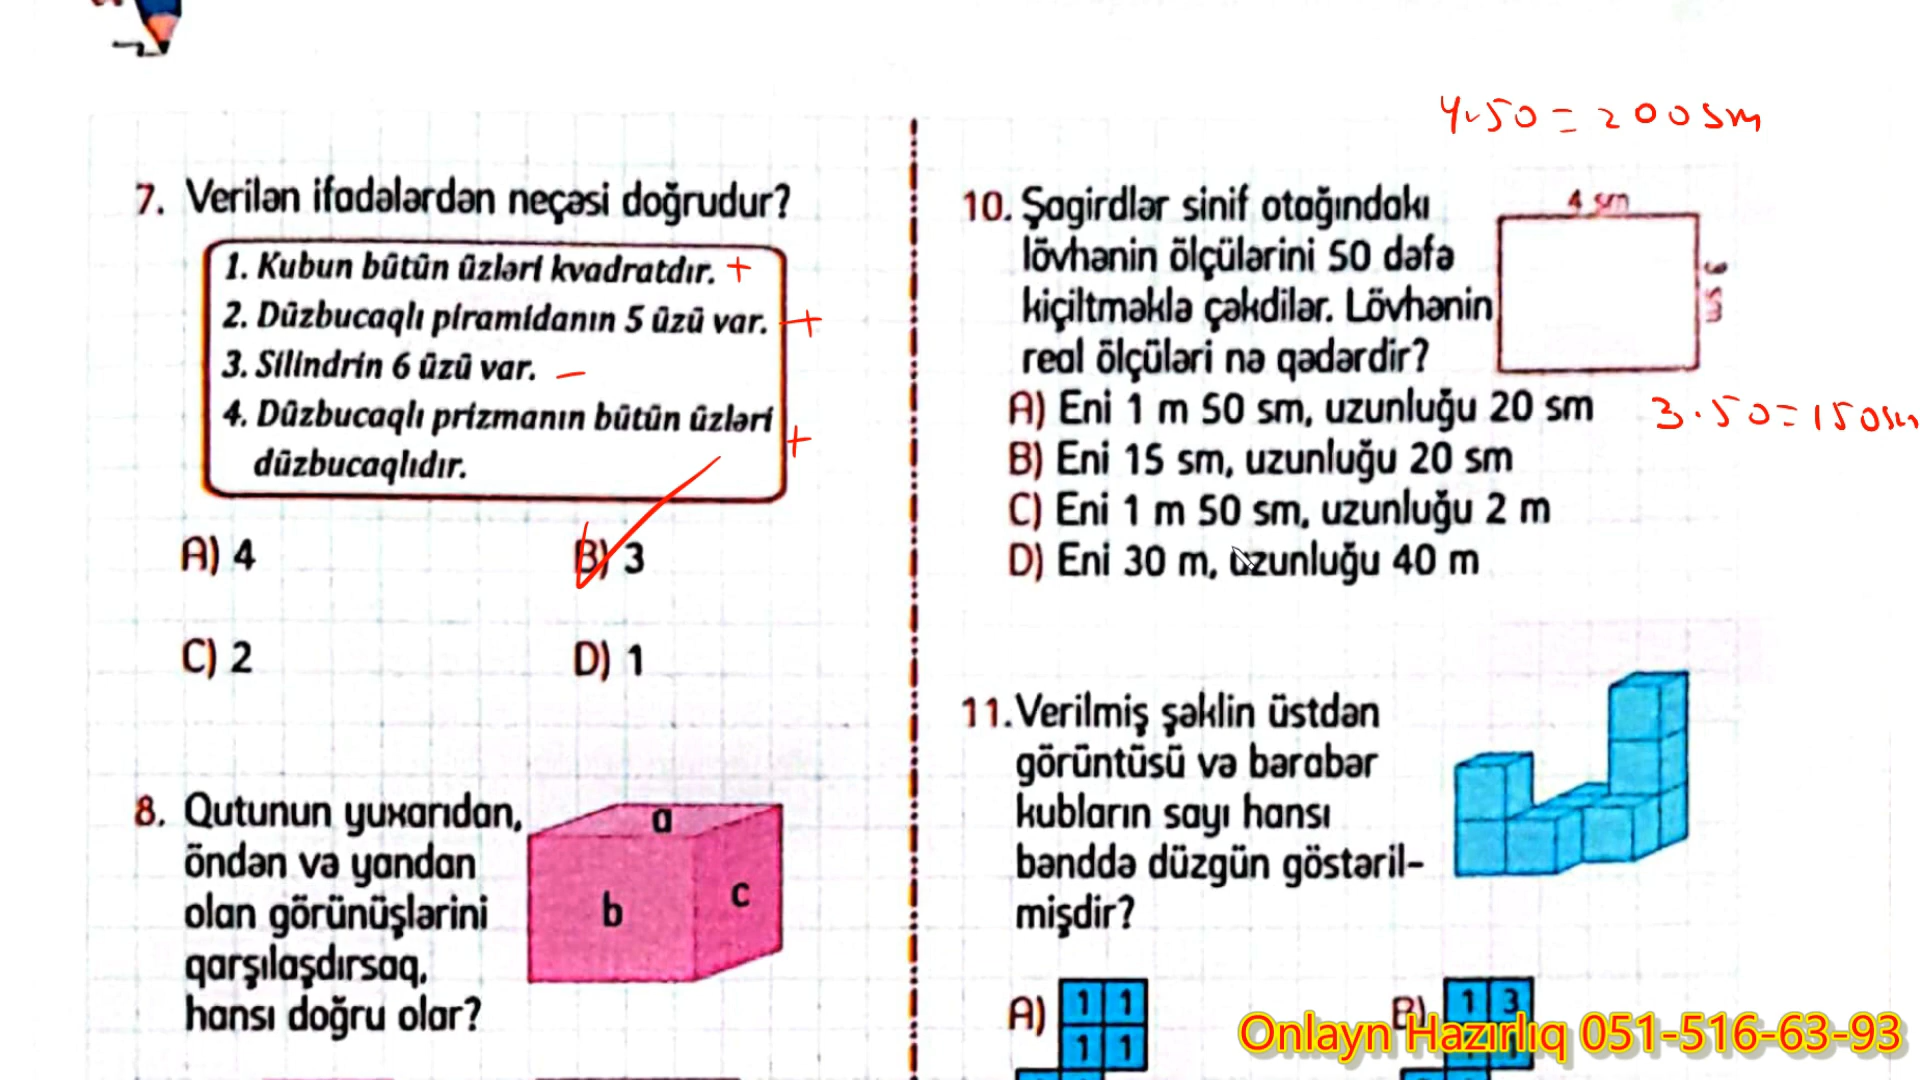 4·50=200sm
7. Verilən ifadələrdən neçəsi doğrudur?
1. Kubun bütün üzləri kvadratdır. +
2. Düzbucaqlı piramidanın 5 üzü var. +
3. Silindrin 6 üzü var. –
4. Düzbucaqlı prizmanın bütün üzləri +
düzbucaqlıdır.
A) 4
B) 3
C) 2
D) 1
8. Qutunun yuxarıdan,
öndən və yandan
olan görünüşlərini
qarşılaşdırsaq,
hansı doğru olar?
a
b
c
10. Şagirdlər sinif otağındakı
lövhənin ölçülərini 50 dəfə
kiçiltməklə çəkdilər. Lövhənin
real ölçüləri nə qədərdir?
4 sm
3 sm
A) Eni 1 m 50 sm, uzunluğu 20 sm
3·50=150sm
B) Eni 15 sm, uzunluğu 20 sm
C) Eni 1 m 50 sm, uzunluğu 2 m
D) Eni 30 m, uzunluğu 40 m
11. Verilmiş şəklin üstdən
görüntüsü və bərabər
kubların sayı hansı
bənddə düzgün göstəril-
mişdir?
A) 1 1
1 1
B) 1 3
1
Onlayn Hazırlıq 051-516-63-93